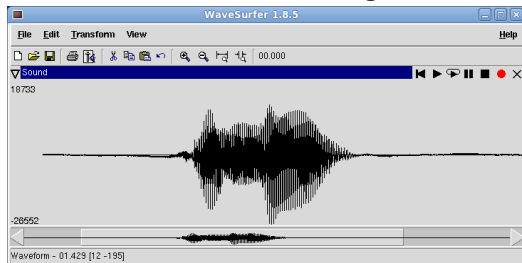 WaveSurfer 1.8.5
File Edit Transform View Help
00.000
Sound
18733
-26552
Waveform - 01.429 [12 -195]